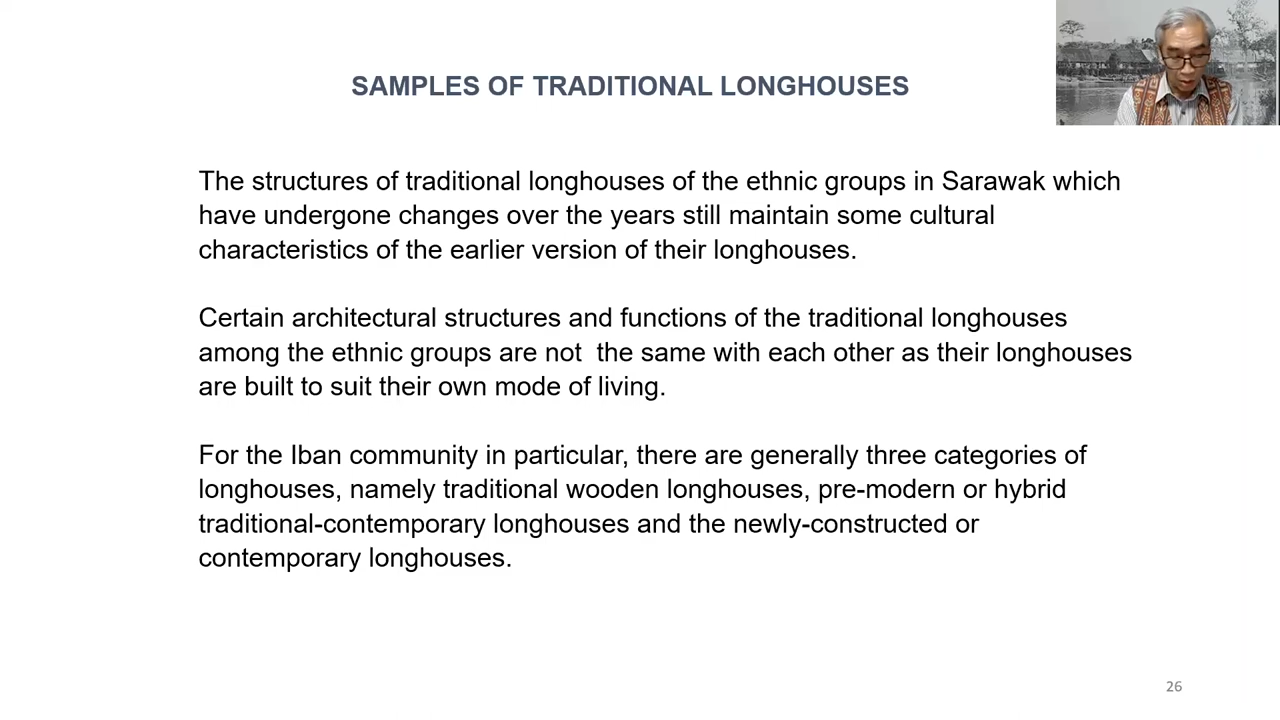 SAMPLES OF TRADITIONAL LONGHOUSES
The structures of traditional longhouses of the ethnic groups in Sarawak which
have undergone changes over the years still maintain some cultural
characteristics of the earlier version of their longhouses.
Certain architectural structures and functions of the traditional longhouses
among the ethnic groups are not  the same with each other as their longhouses
are built to suit their own mode of living.
For the Iban community in particular, there are generally three categories of
longhouses, namely traditional wooden longhouses, pre-modern or hybrid
traditional-contemporary longhouses and the newly-constructed or
contemporary longhouses.
26